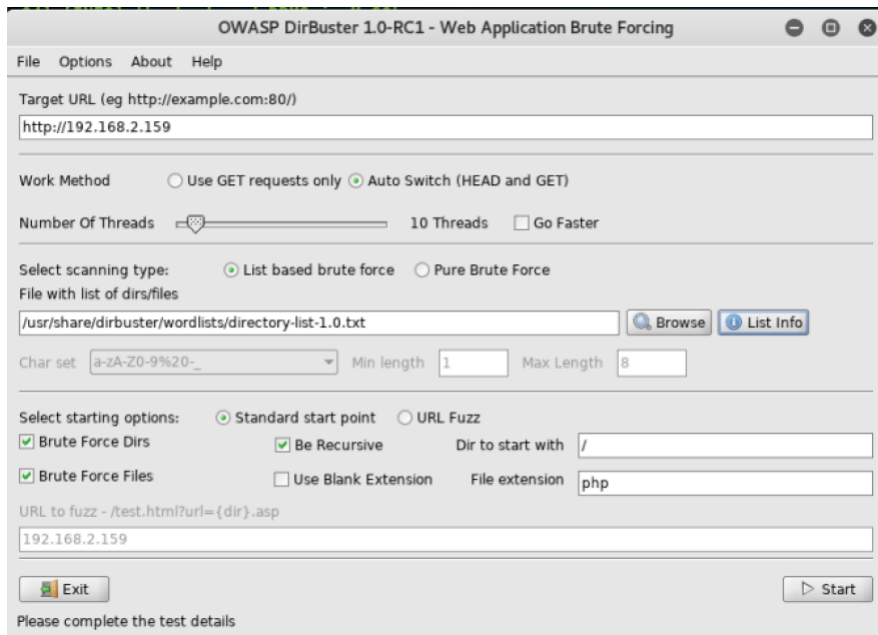 OWASP DirBuster 1.0-RC1 - Web Application Brute Forcing
File Options About Help
Target URL (eg http://example.com:80/)
http://192.168.2.159
Work Method Use GET requests only Auto Switch (HEAD and GET)
Number Of Threads 10 Threads Go Faster
Select scanning type: List based brute force Pure Brute Force
File with list of dirs/files
/usr/share/dirbuster/wordlists/directory-list-1.0.txt Browse List Info
Char set a-zA-Z0-9%20-_ Min length 1 Max Length 8
Select starting options: Standard start point URL Fuzz
Brute Force Dirs Be Recursive Dir to start with /
Brute Force Files Use Blank Extension File extension php
URL to fuzz - /test.html?url={dir}.asp
192.168.2.159
Exit Start
Please complete the test details